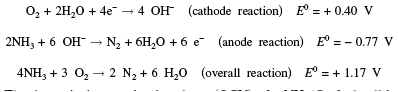 O₂ + 2H₂O + 4e⁻ → 4 OH⁻ (cathode reaction) E⁰ = + 0.40 V
2NH₃ + 6 OH⁻ → N₂ + 6H₂O + 6 e⁻ (anode reaction) E⁰ = − 0.77 V
4NH₃ + 3 O₂ → 2 N₂ + 6 H₂O (overall reaction) E⁰ = + 1.17 V